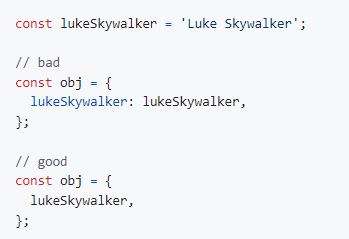 const lukeSkywalker = 'Luke Skywalker';
// bad
const obj = {
  lukeSkywalker: lukeSkywalker,
};
// good
const obj = {
  lukeSkywalker,
};